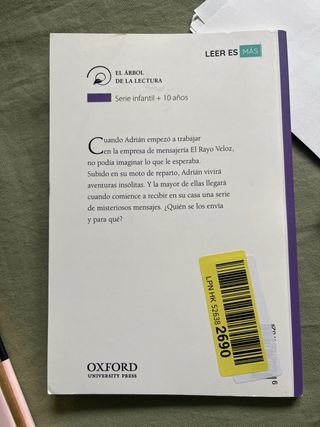 LEER ES MÁS
EL ÁRBOL
DE LA LECTURA
Serie infantil + 10 años
Cuando Adrián empezó a trabajar
en la empresa de mensajería El Rayo Veloz,
no podía imaginar lo que le esperaba.
Subido en su moto de reparto, Adrián vivirá
aventuras insólitas. Y la mayor de ellas llegará
cuando comience a recibir en su casa una serie
de misteriosos mensajes. ¿Quién se los envía
y para qué?
LPN-HK 52638 2690
OXFORD
UNIVERSITY PRESS